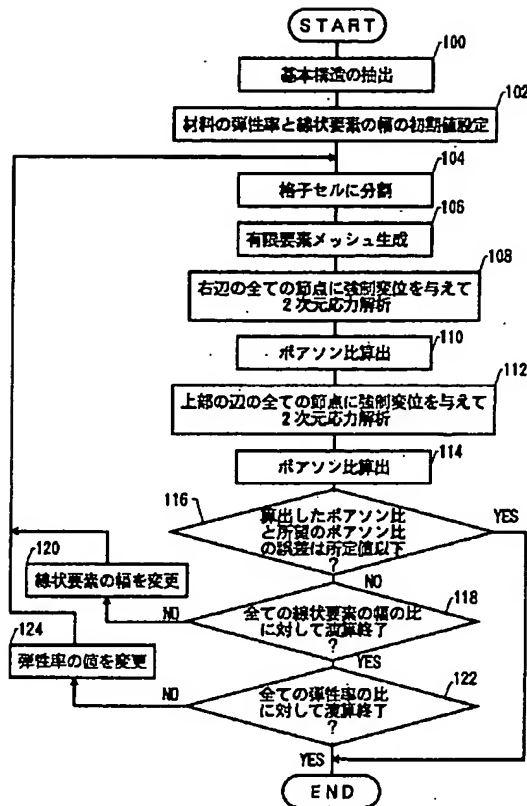 START
100
基本構造の抽出
102
材料の弾性率と線状要素の幅の初期値設定
104
格子セルに分割
106
有限要素メッシュ生成
108
右辺の全ての節点に強制変位を与えて
2次元応力解析
110
ポアソン比算出
112
上部の辺の全ての節点に強制変位を与えて
2次元応力解析
114
ポアソン比算出
116
算出したポアソン比
と所望のポアソン比
の誤差は所定値以下
?
YES
NO
120
線状要素の幅を変更
NO
118
全ての線状要素の幅の比
に対して演算終了
?
YES
124
弾性率の値を変更
NO
122
全ての弾性率の比
に対して演算終了
?
YES
END